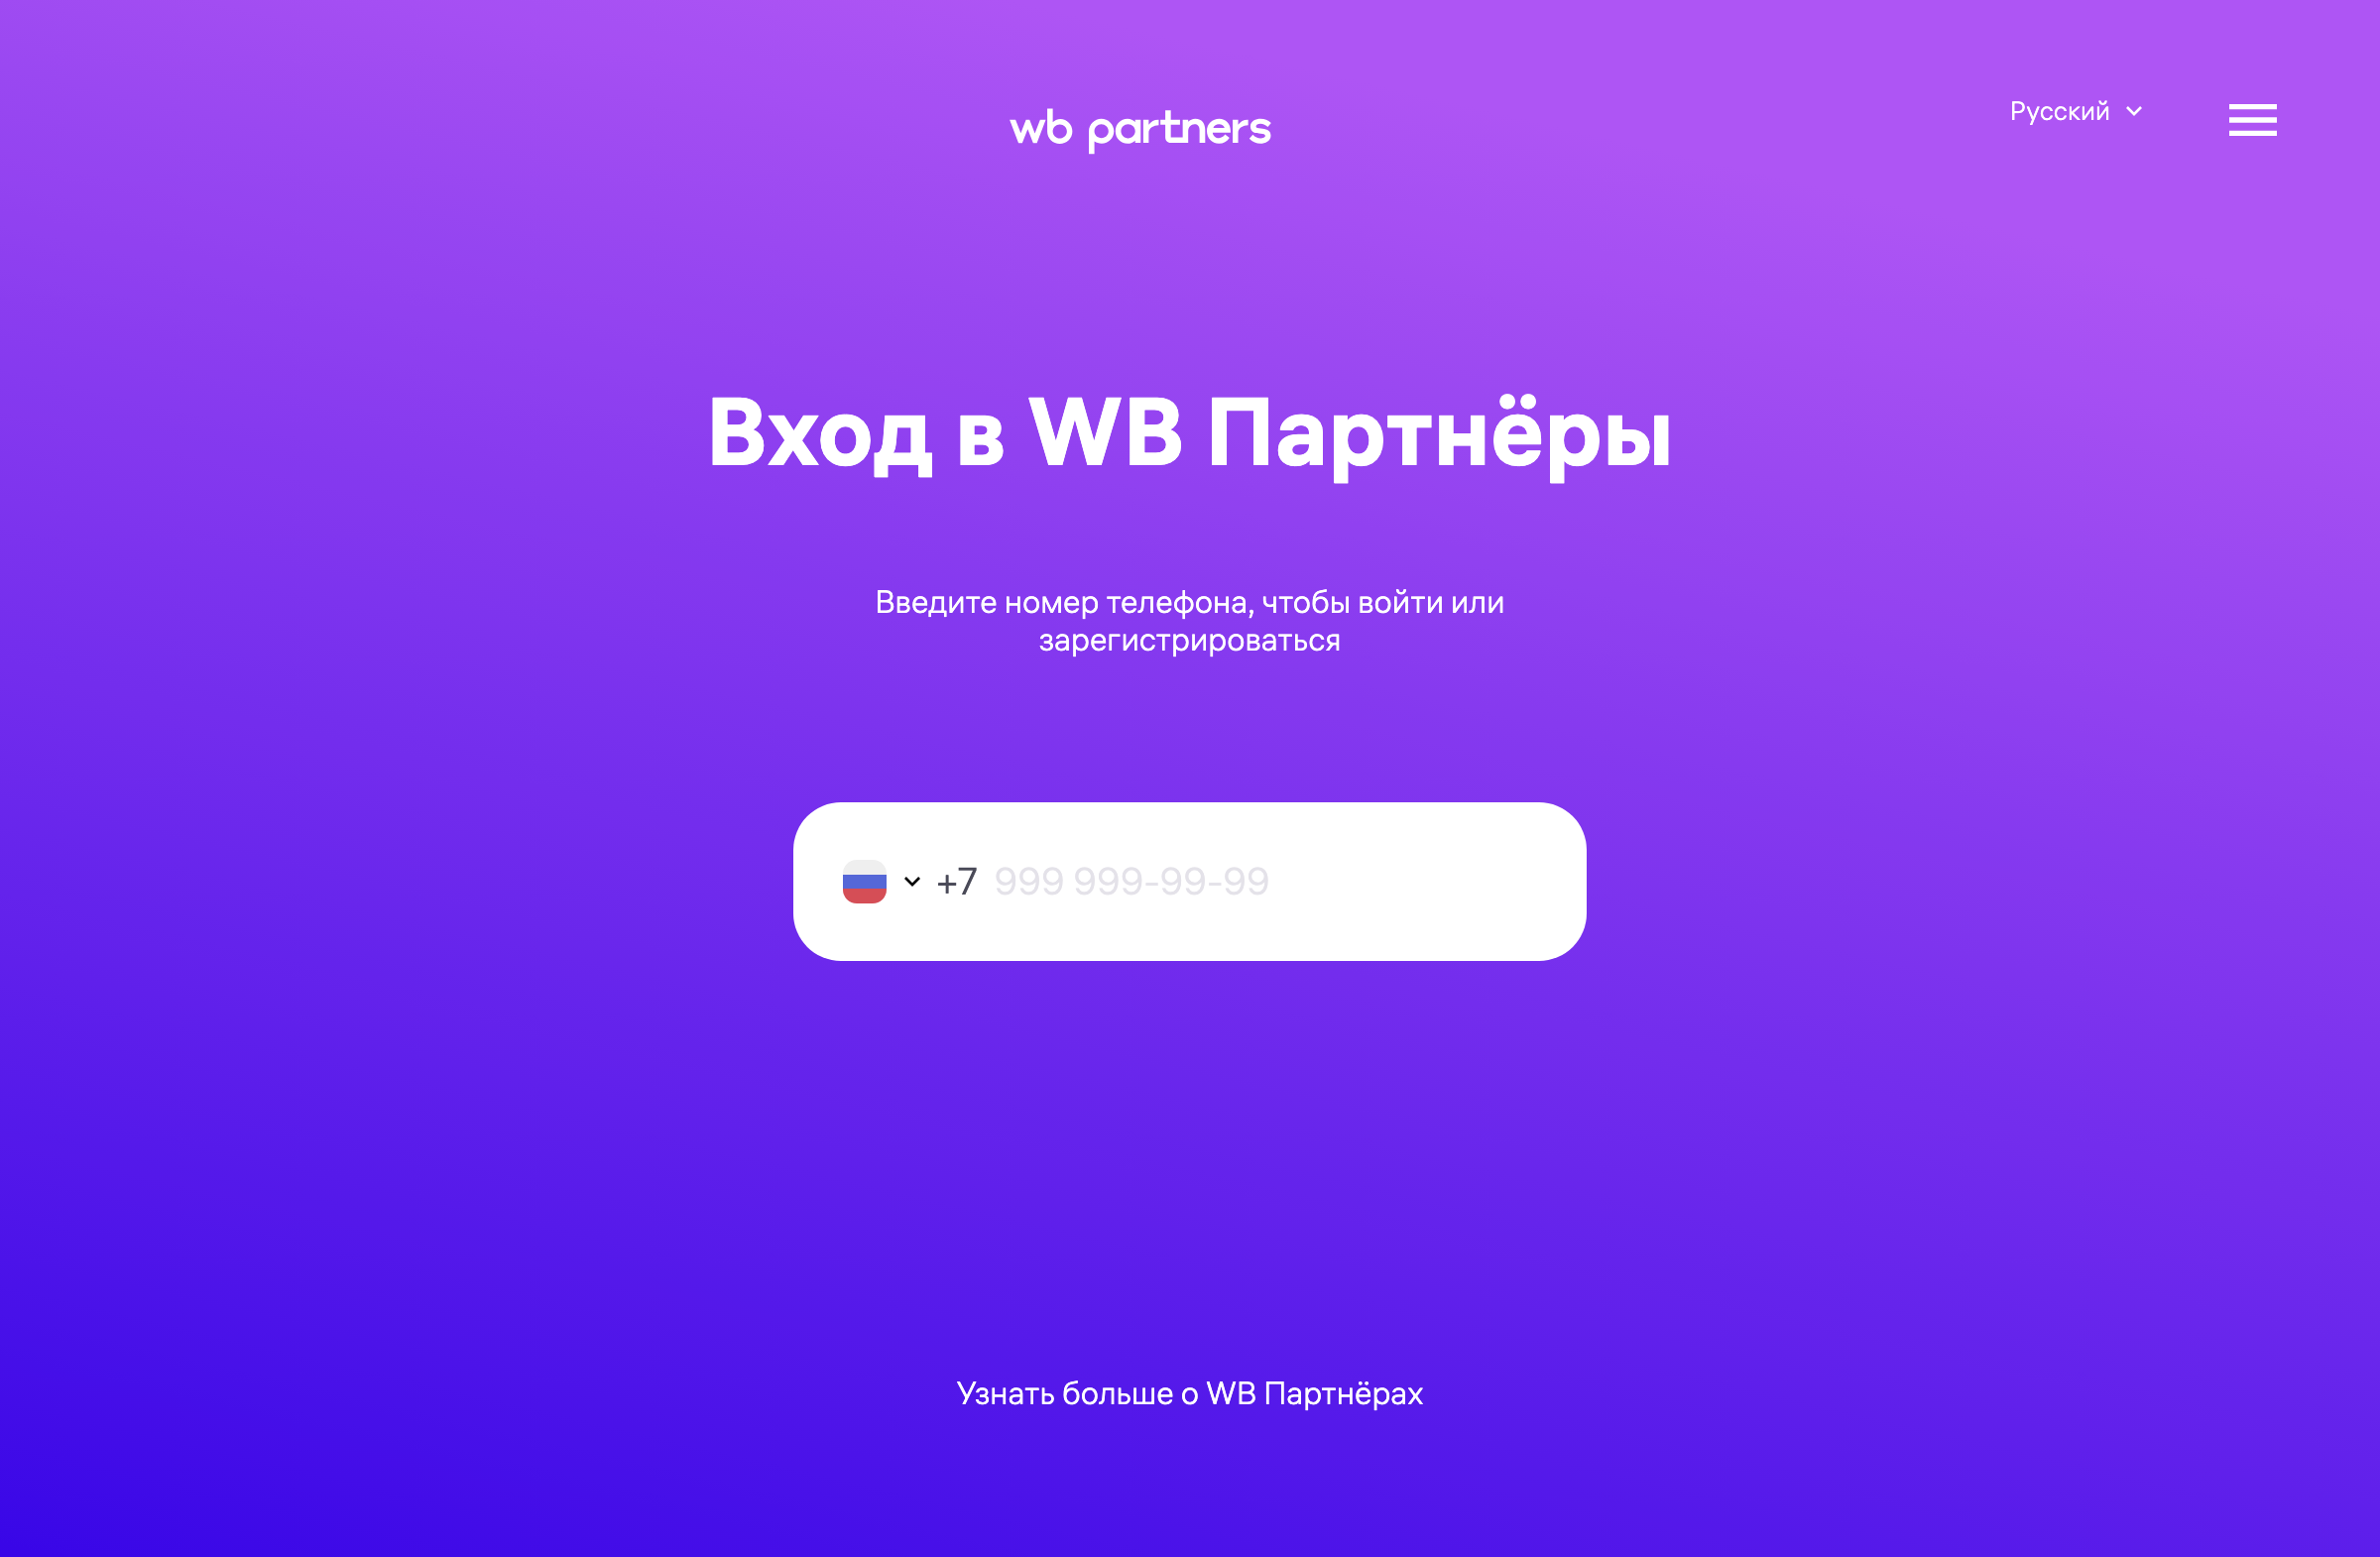 wb partners
Русский
Вход в WB Партнёры
Введите номер телефона, чтобы войти или
зарегистрироваться
+7 999 999-99-99
Узнать больше о WB Партнёрах